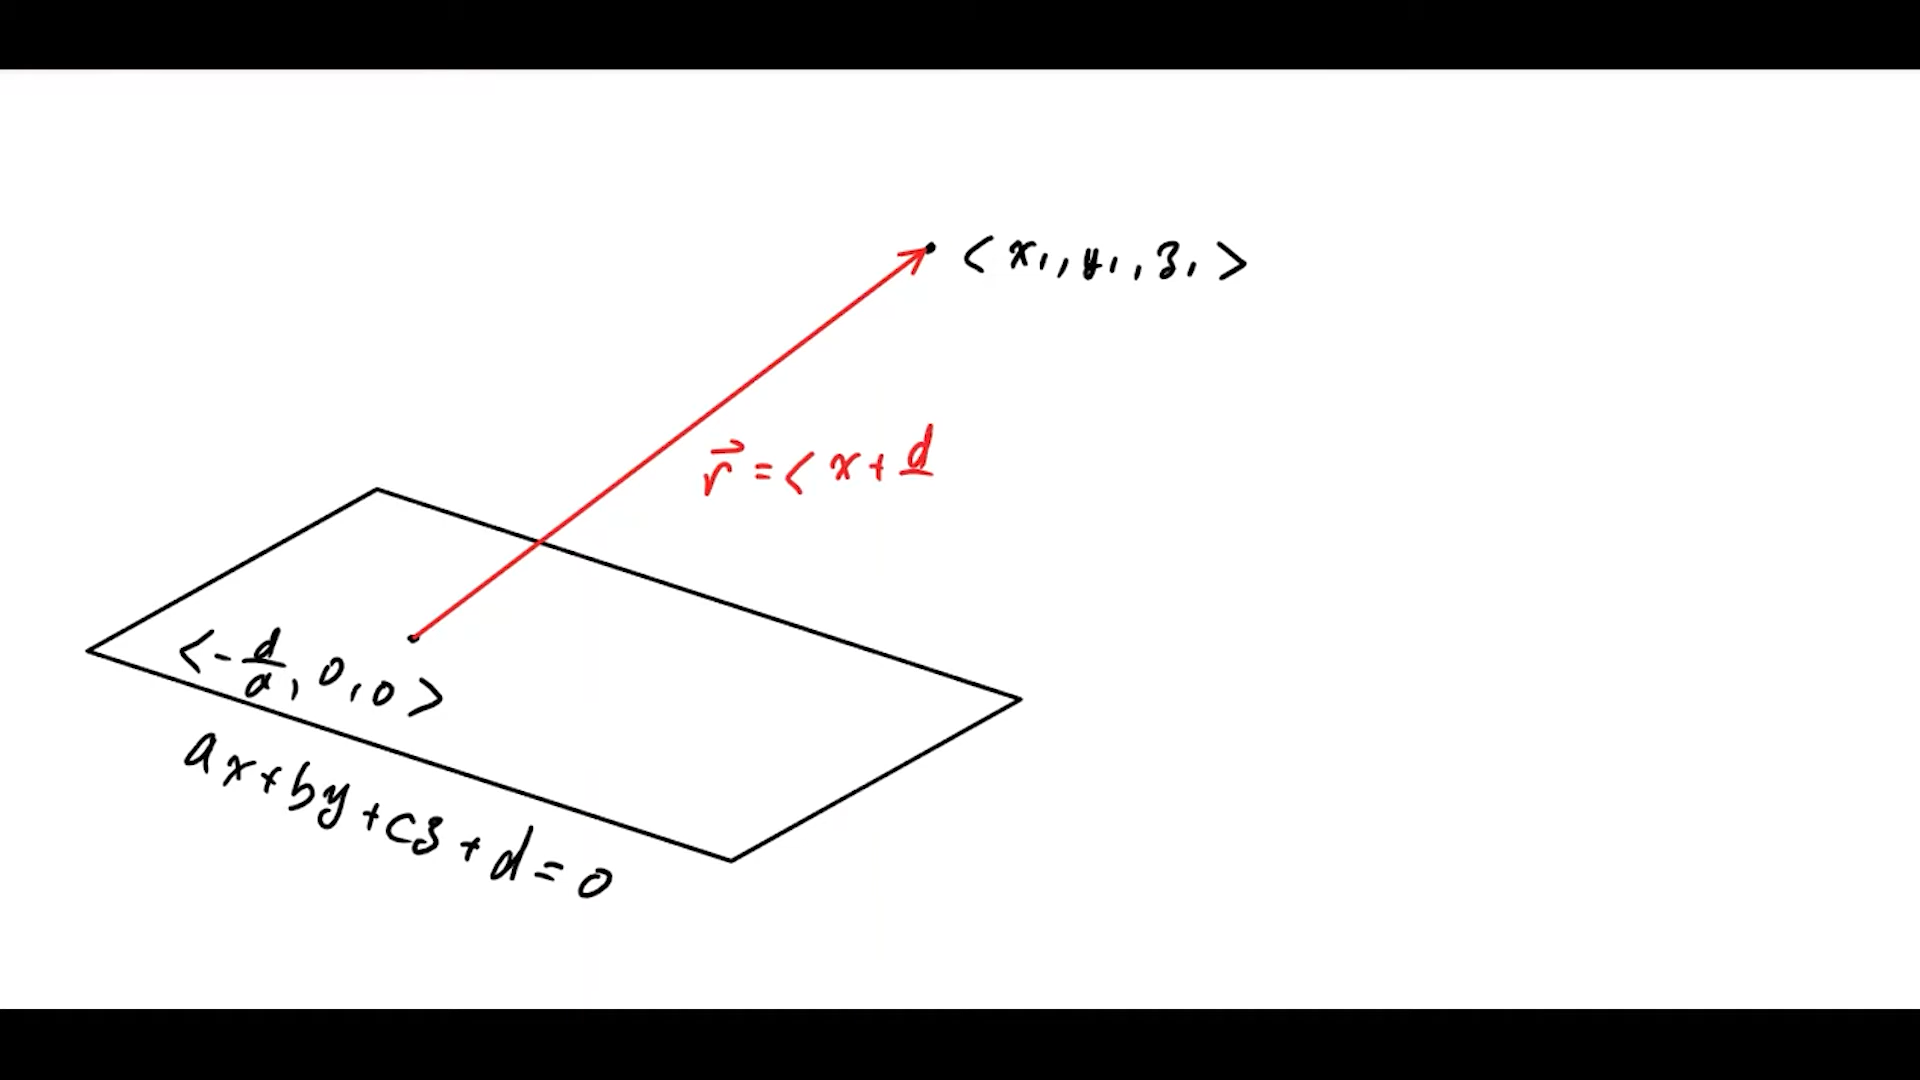 < x₁, y₁, z₁ >
r⃗ = < x + d
< -d/a, 0, 0 >
ax + by + cz + d = 0